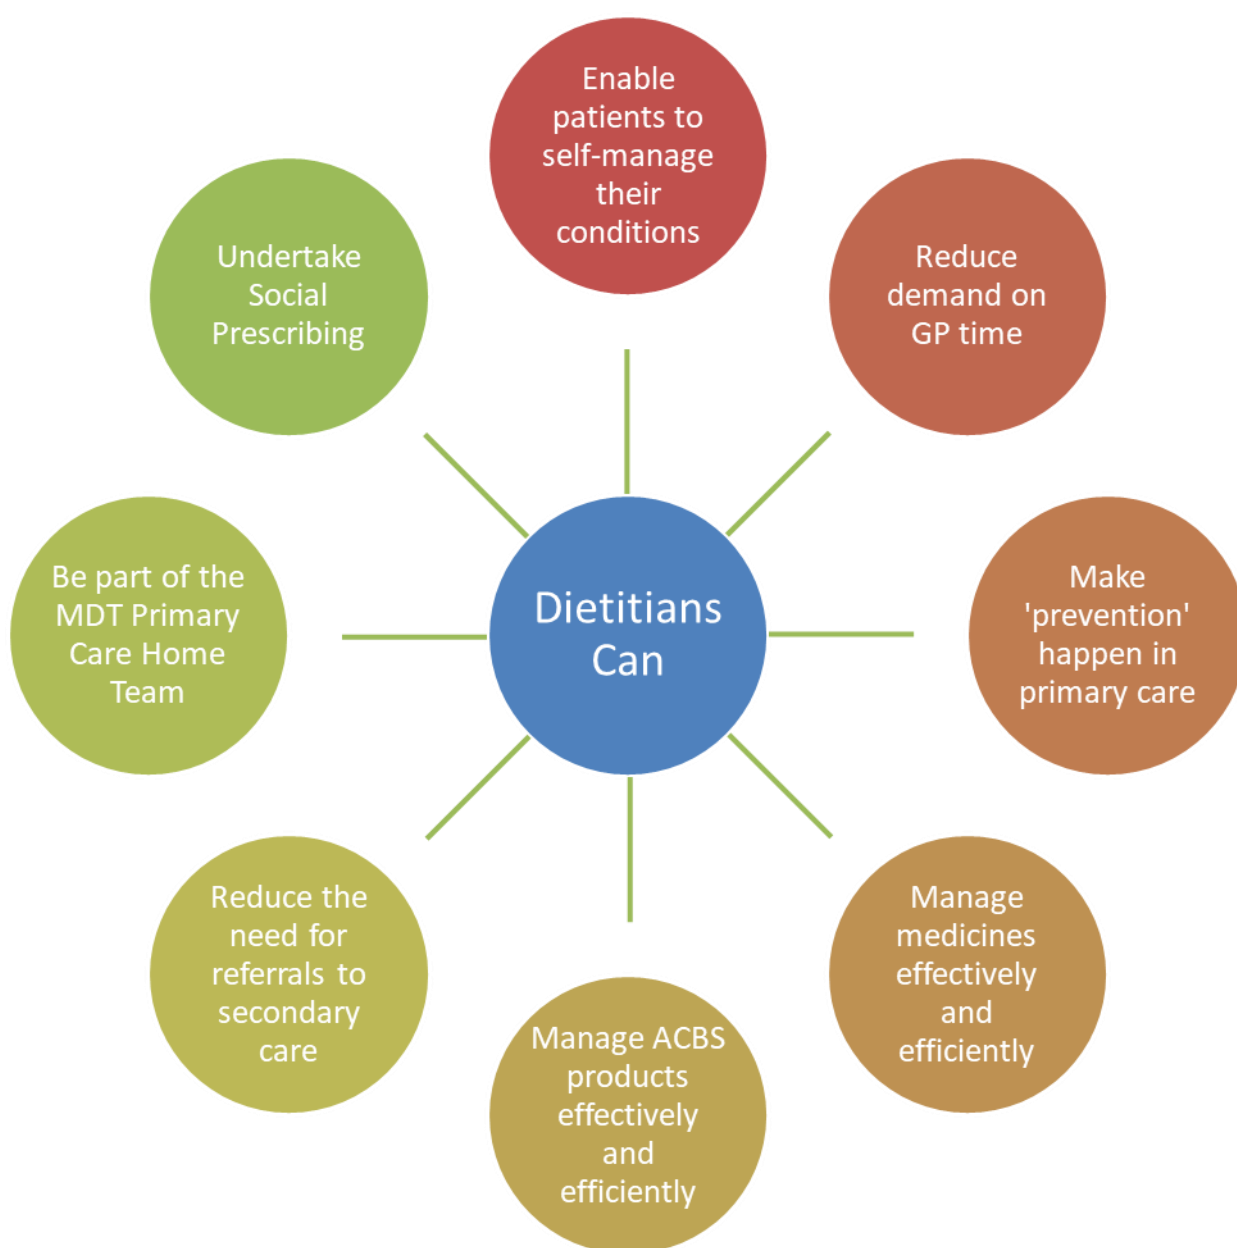 Enable
patients to
self-manage
their
conditions
Reduce
demand on
GP time
Make
'prevention'
happen in
primary care
Manage
medicines
effectively
and
efficiently
Manage ACBS
products
effectively
and
efficiently
Reduce the
need for
referrals to
secondary
care
Be part of the
MDT Primary
Care Home
Team
Undertake
Social
Prescribing
Dietitians
Can